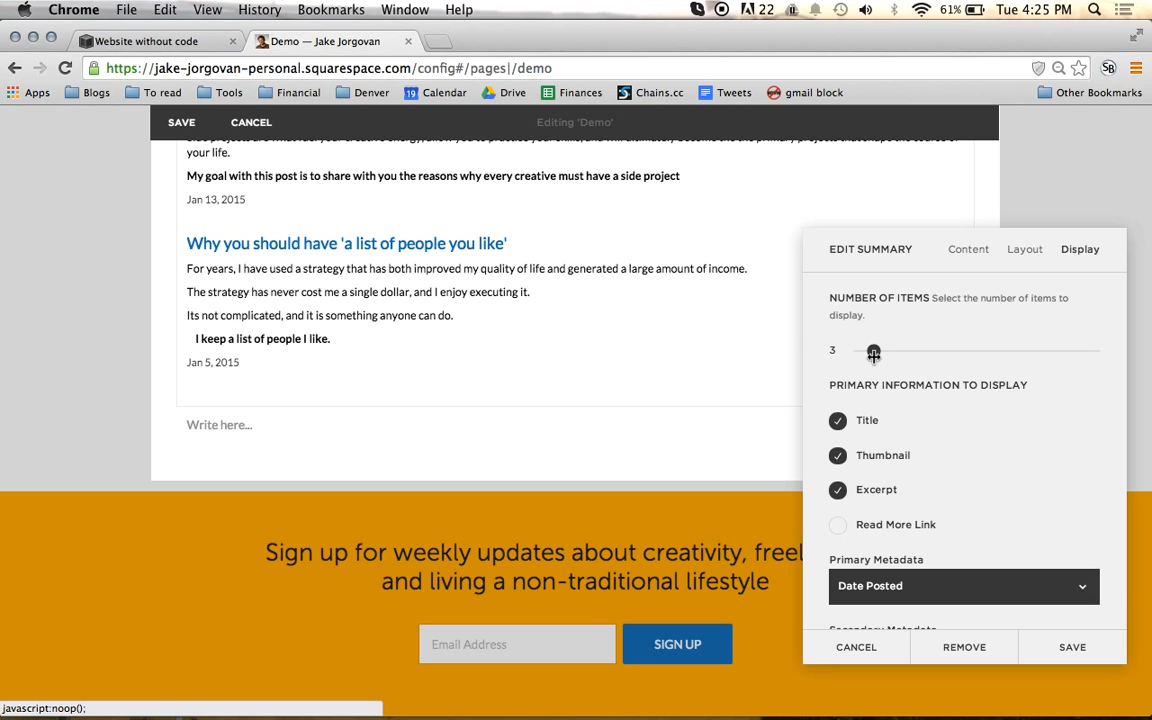 Chrome File Edit View History Bookmarks Window Help 22 61% Tue 4:25 PM
Website without code × Demo — Jake Jorgovan ×
https://jake-jorgovan-personal.squarespace.com/config#/pages|/demo
Apps Blogs To read Tools Financial Denver 19 Calendar Drive Finances Chains.cc Tweets gmail block Other Bookmarks
SAVE CANCEL Editing 'Demo'
your life.
My goal with this post is to share with you the reasons why every creative must have a side project
Jan 13, 2015
Why you should have 'a list of people you like'
For years, I have used a strategy that has both improved my quality of life and generated a large amount of income.
The strategy has never cost me a single dollar, and I enjoy executing it.
Its not complicated, and it is something anyone can do.
I keep a list of people I like.
Jan 5, 2015
Write here...
EDIT SUMMARY Content Layout Display
NUMBER OF ITEMS Select the number of items to
display.
3
PRIMARY INFORMATION TO DISPLAY
Title
Thumbnail
Excerpt
Read More Link
Primary Metadata
Date Posted
CANCEL REMOVE SAVE
Sign up for weekly updates about creativity,
and living a non-traditional lifestyle
Email Address SIGN UP
javascript:noop();